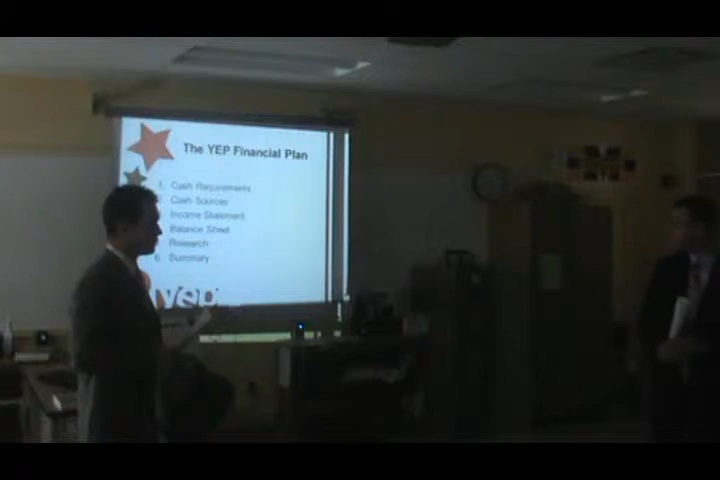 The YEP Financial Plan
1. Cash Requirements
Cash Sources
Income Statement
Balance Sheet
Research
6. Summary
yep